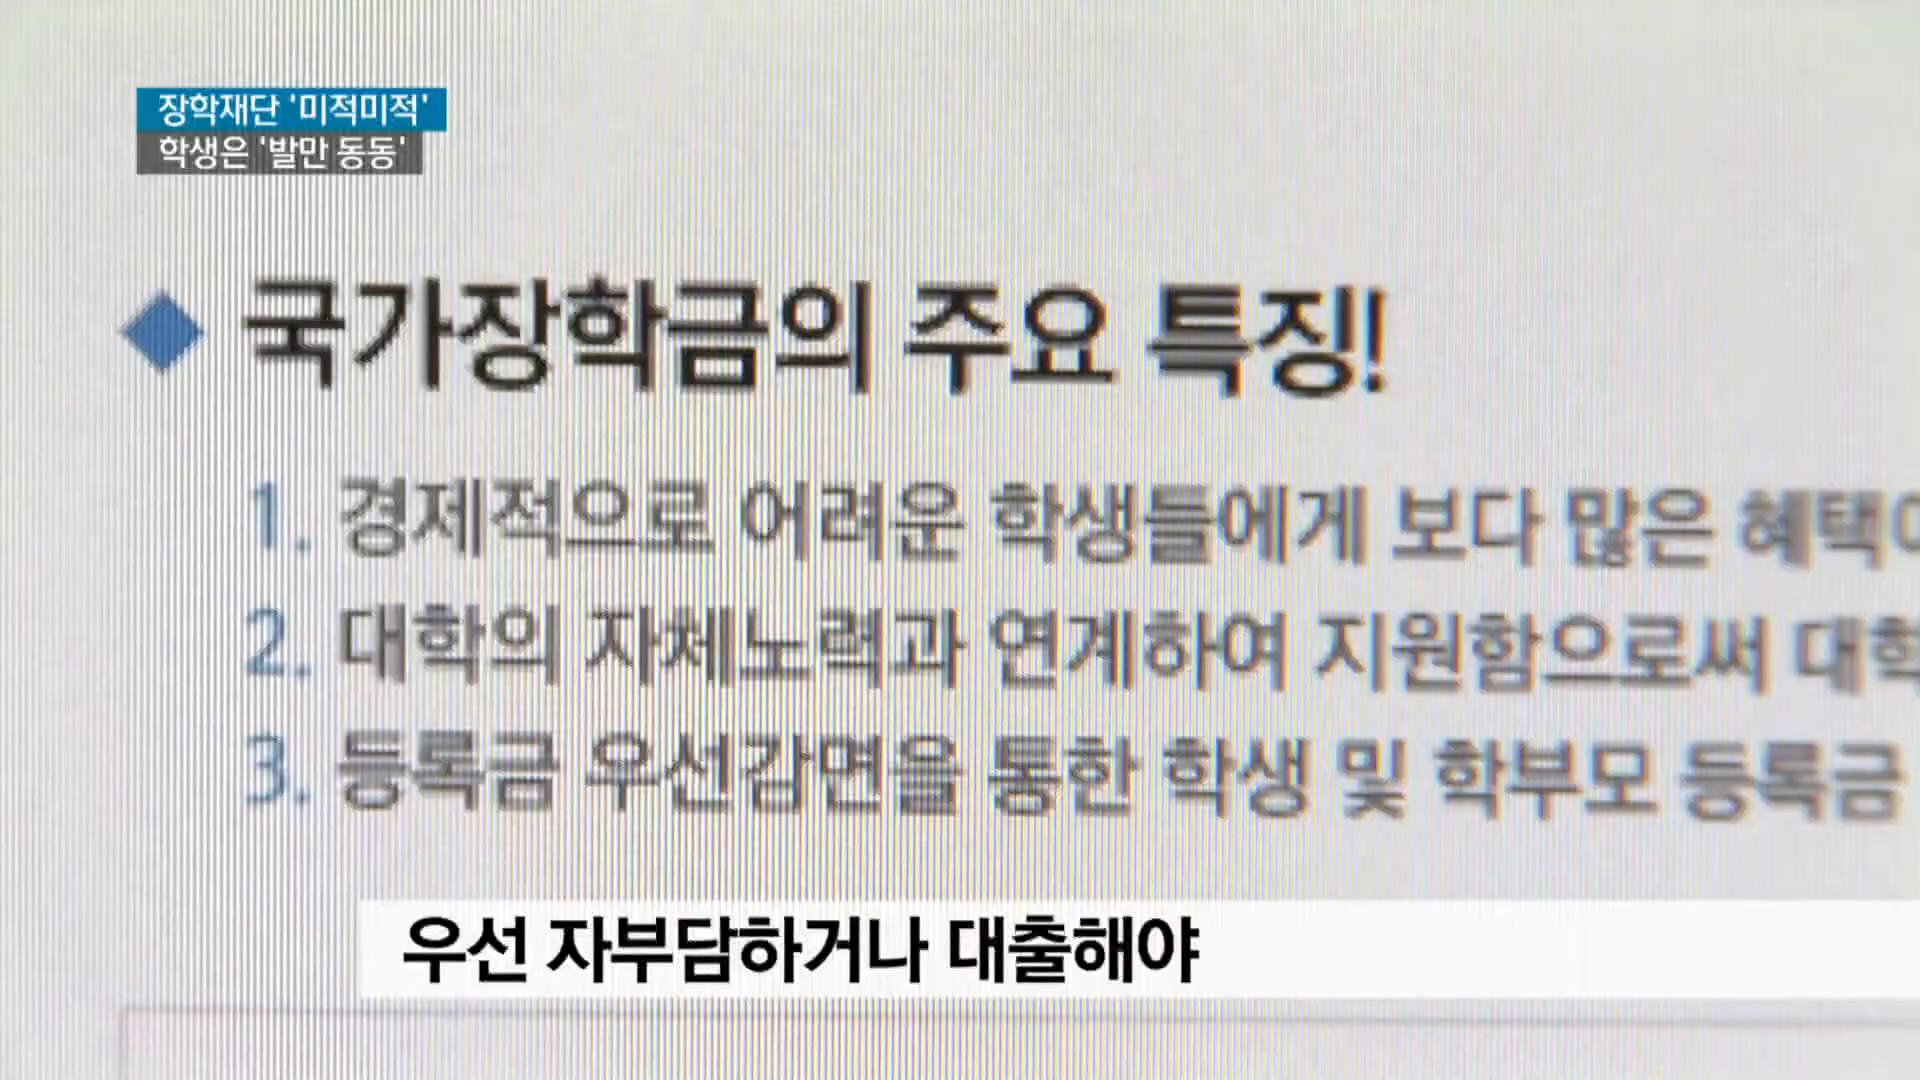 장학재단 '미적미적'
학생은 '발만 동동'
국가장학금의 주요 특징!
1. 경제적으로 어려운 학생들에게 보다 많은 혜택이
2. 대학의 자체노력과 연계하여 지원함으로써 대학
3. 등록금 우선감면을 통한 학생 및 학부모 등록금
우선 자부담하거나 대출해야